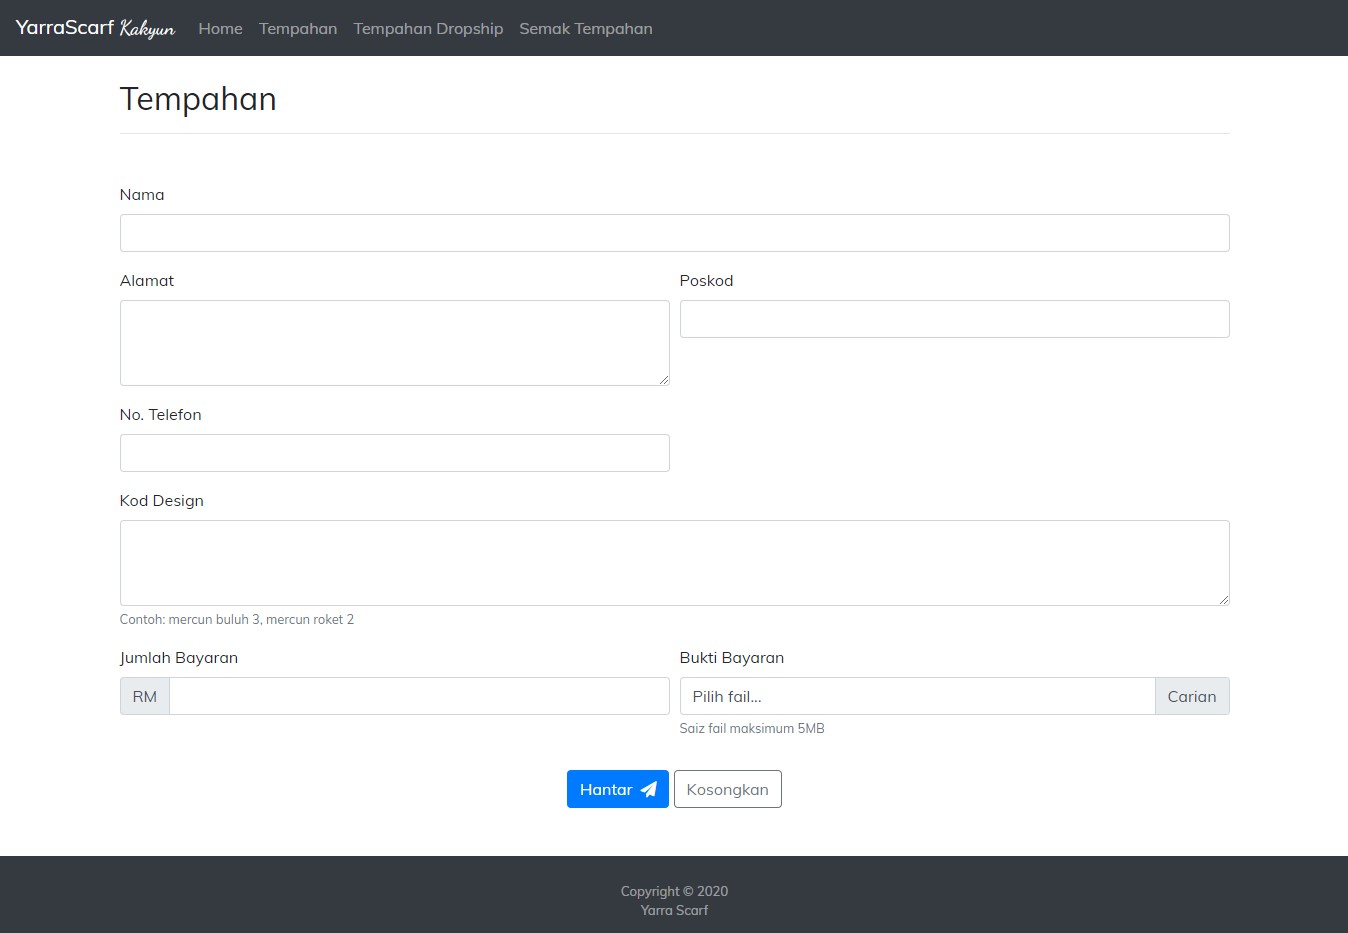 YarraScarf Kakyun Home Tempahan Tempahan Dropship Semak Tempahan
Tempahan
Nama
Alamat Poskod
No. Telefon
Kod Design
Contoh: mercun buluh 3, mercun roket 2
Jumlah Bayaran Bukti Bayaran
RM Pilih fail... Carian
Saiz fail maksimum 5MB
Hantar Kosongkan
Copyright © 2020
Yarra Scarf